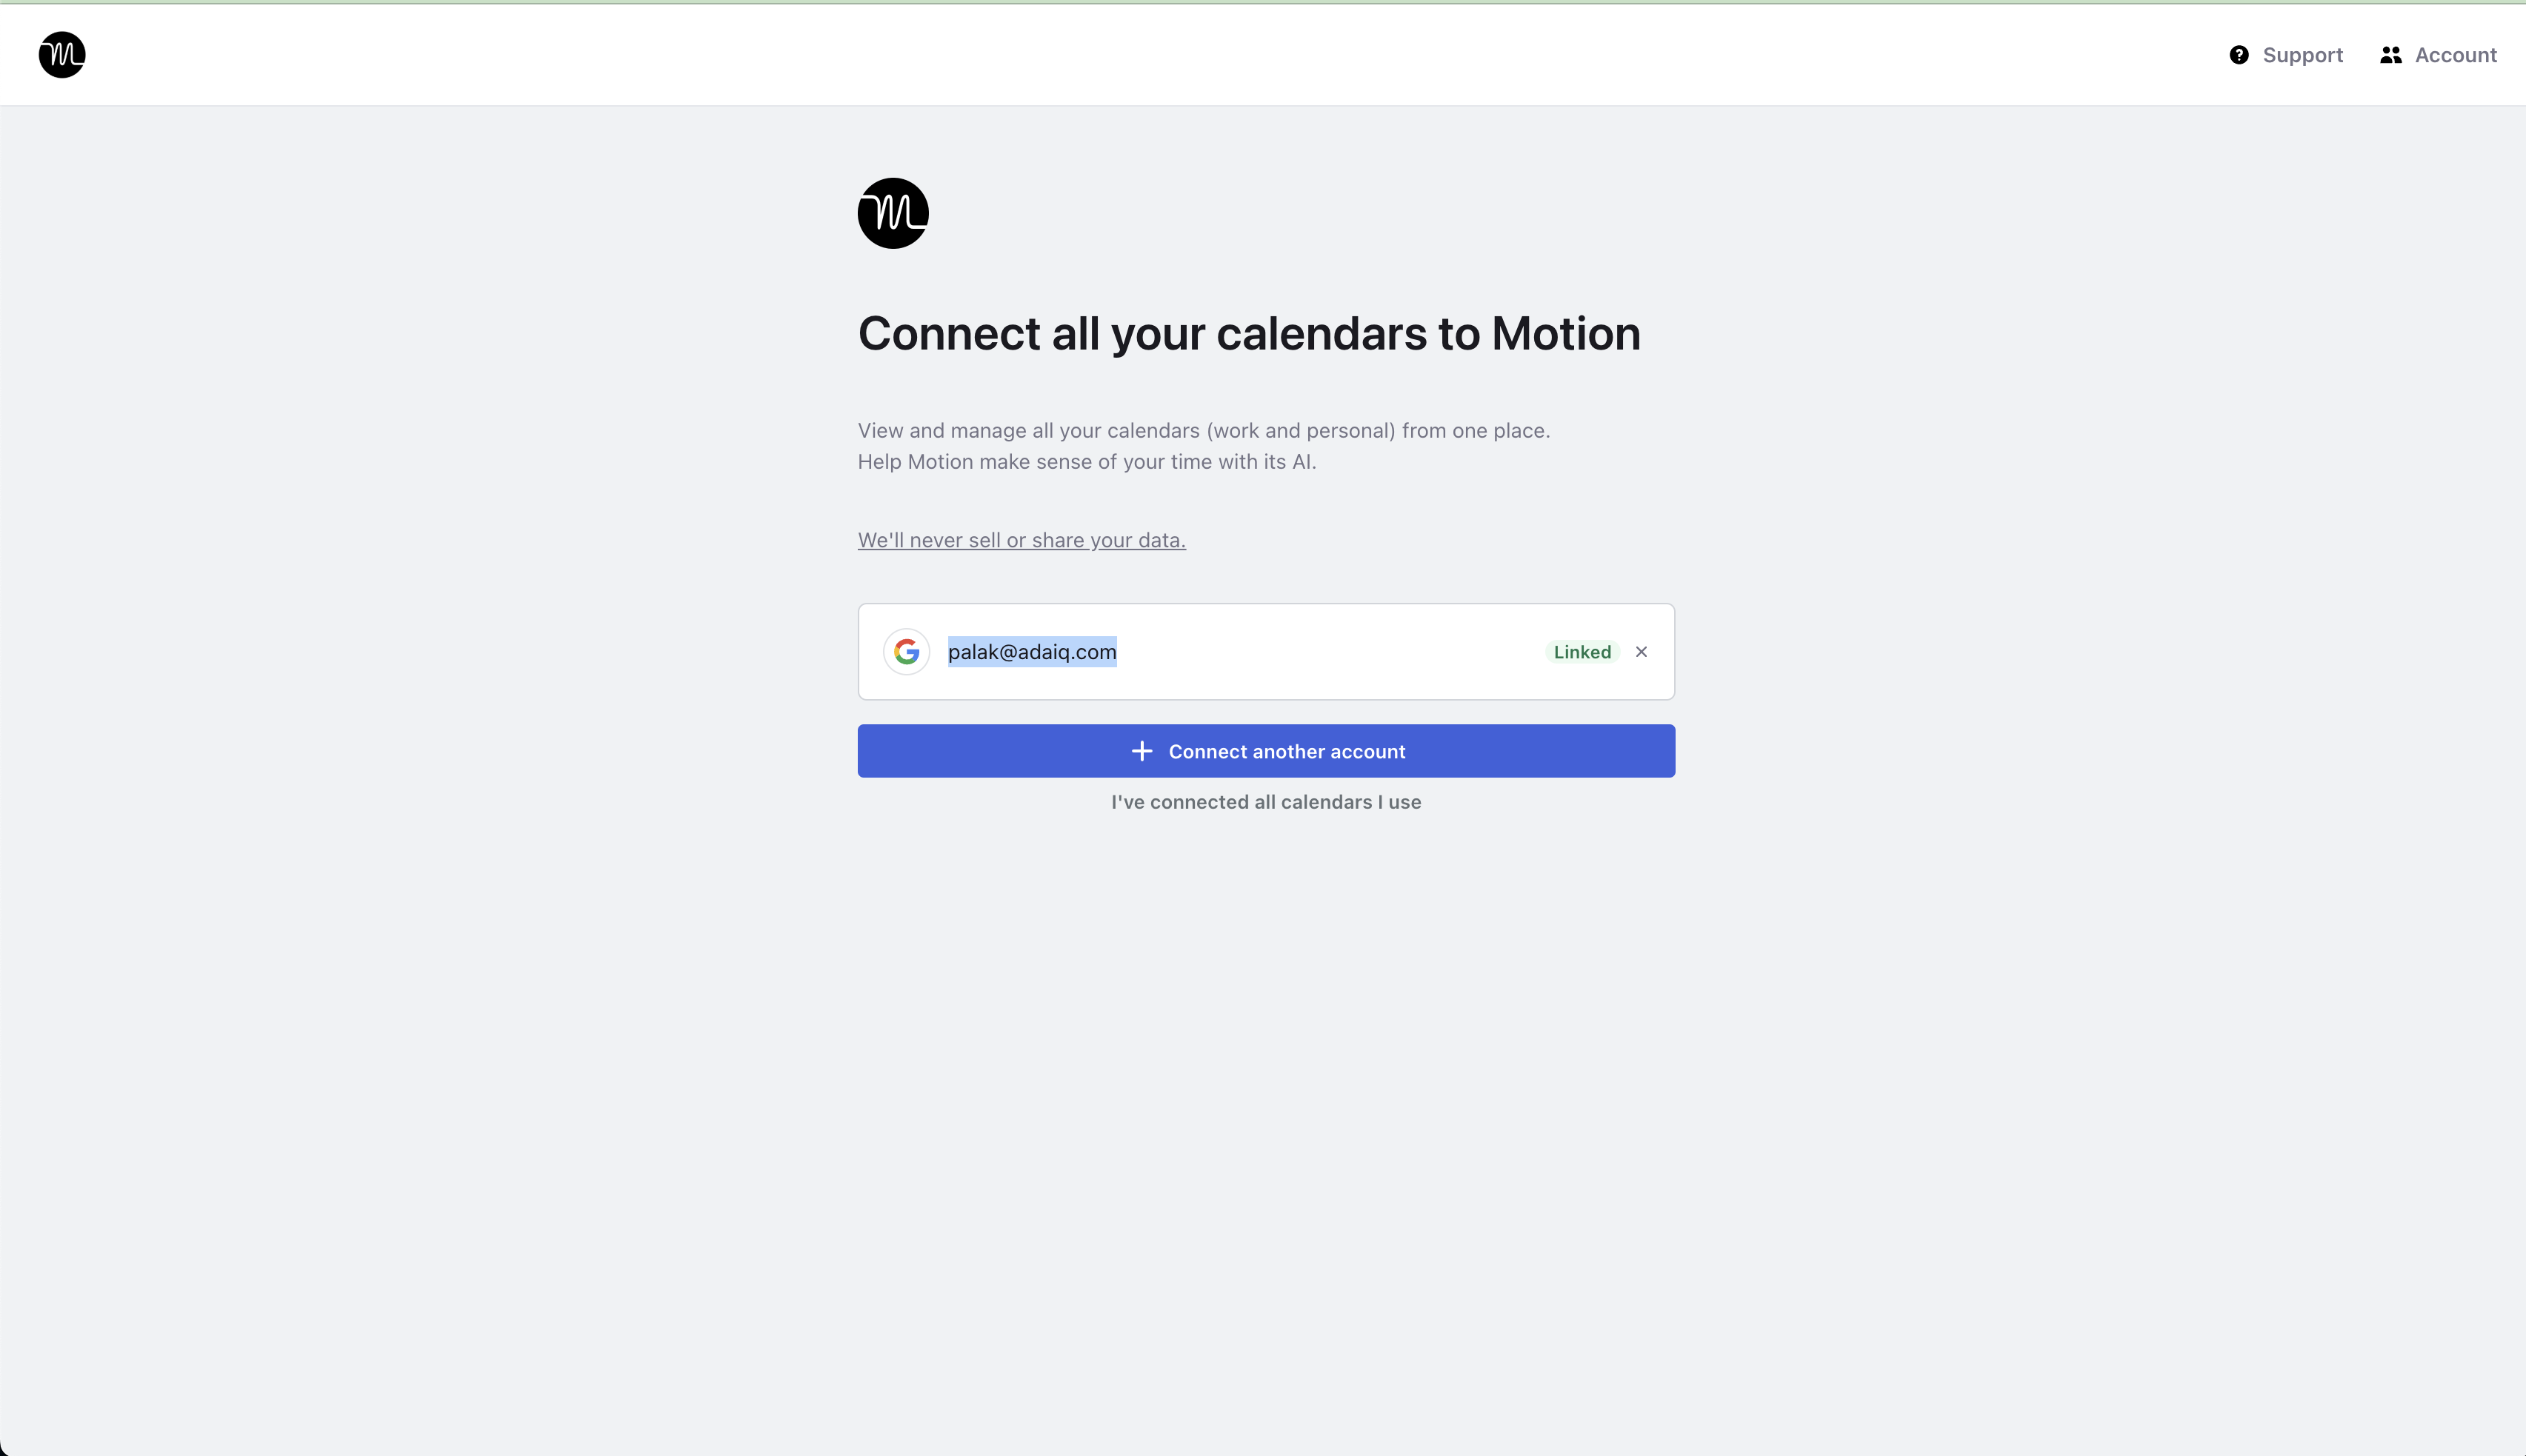 Support
Account
Connect all your calendars to Motion
View and manage all your calendars (work and personal) from one place.
Help Motion make sense of your time with its AI.
We'll never sell or share your data.
palak@adaiq.com
Linked
Connect another account
I've connected all calendars I use